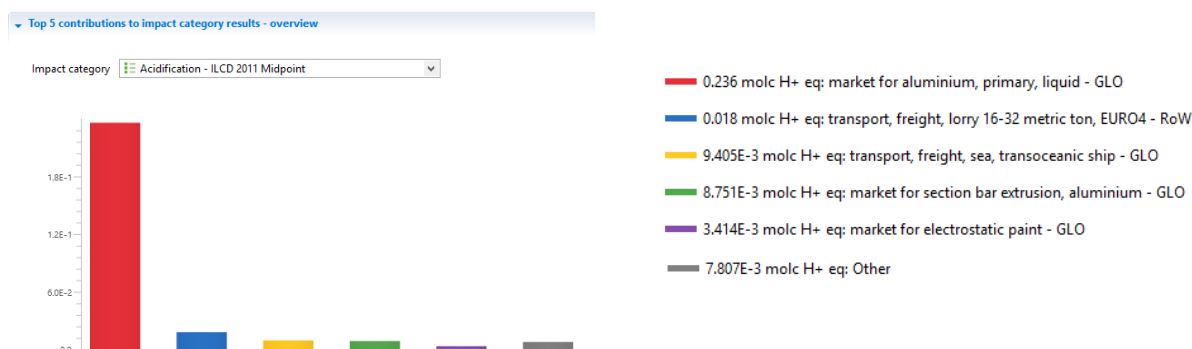 Top 5 contributions to impact category results - overview
Impact category Acidification - ILCD 2011 Midpoint
1.8E-1
1.2E-1
6.0E-2
0.0
0.236 molc H+ eq: market for aluminium, primary, liquid - GLO
0.018 molc H+ eq: transport, freight, lorry 16-32 metric ton, EURO4 - RoW
9.405E-3 molc H+ eq: transport, freight, sea, transoceanic ship - GLO
8.751E-3 molc H+ eq: market for section bar extrusion, aluminium - GLO
3.414E-3 molc H+ eq: market for electrostatic paint - GLO
7.807E-3 molc H+ eq: Other